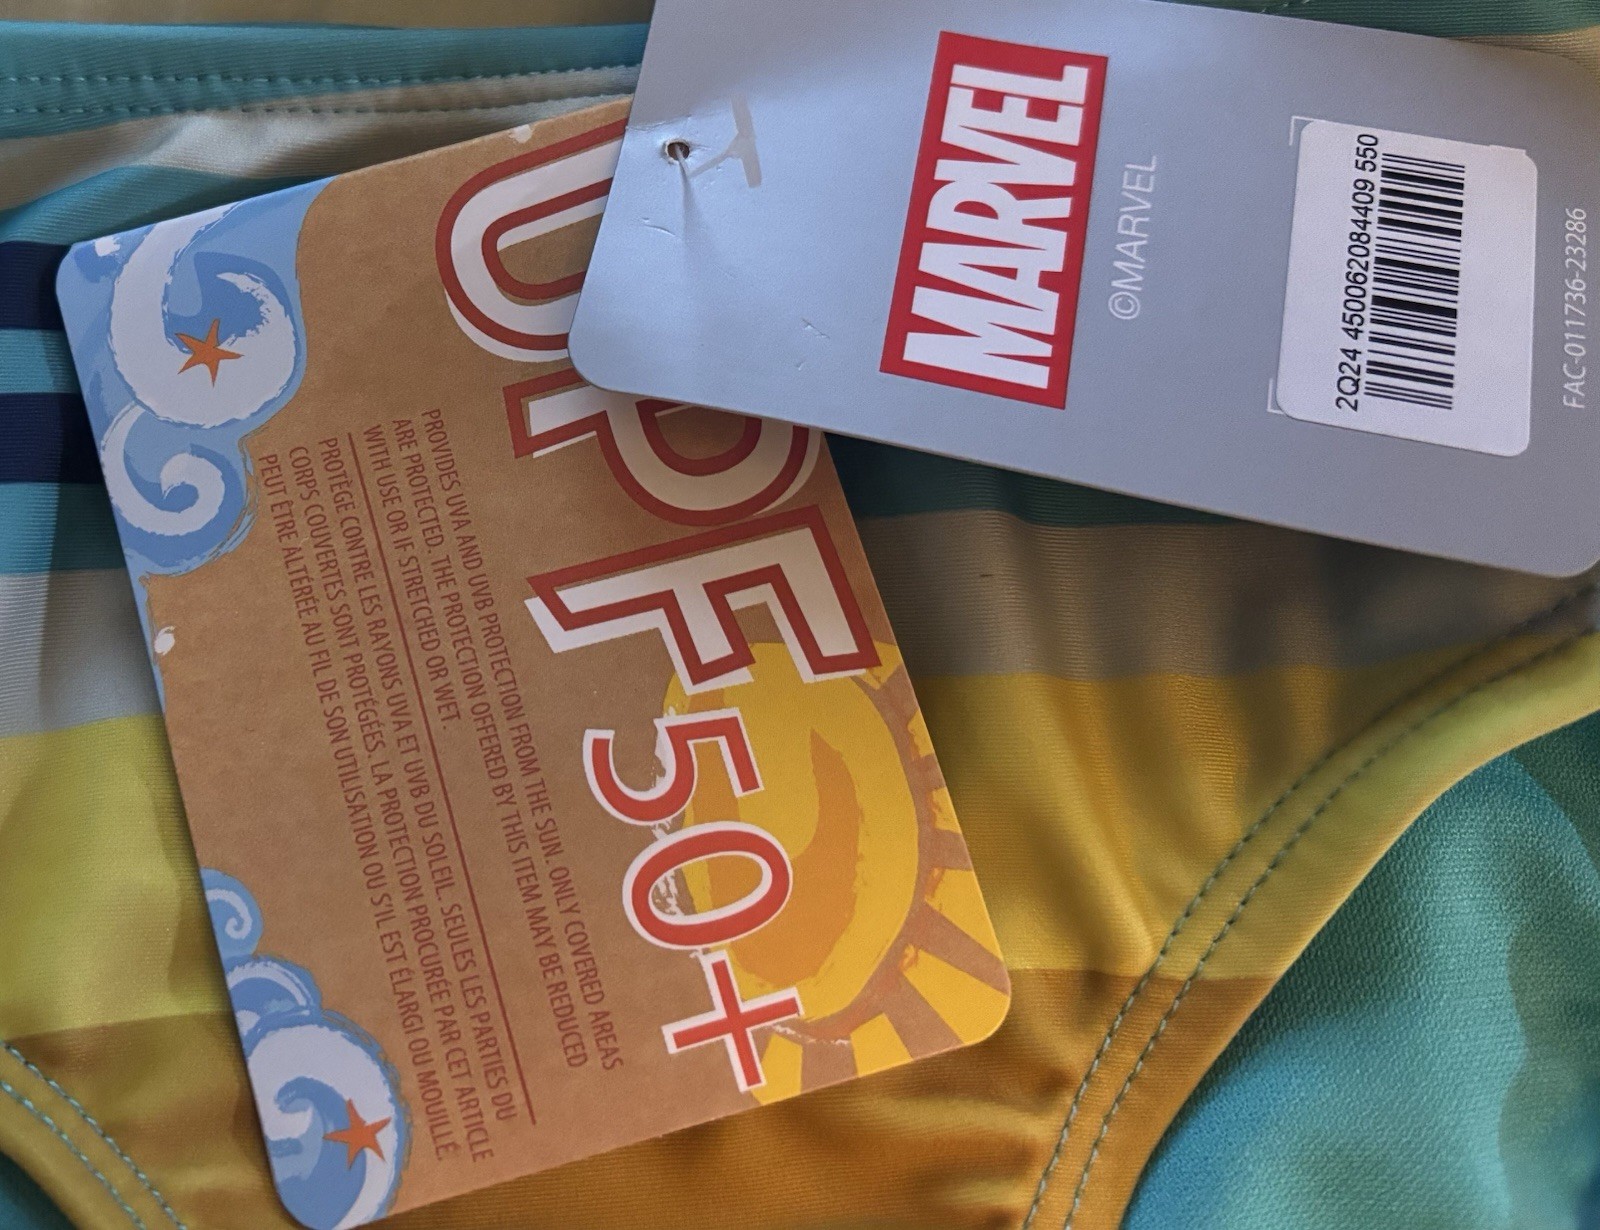 UPF 50+
PROVIDES UVA AND UVB PROTECTION FROM THE SUN. ONLY COVERED AREAS
ARE PROTECTED. THE PROTECTION OFFERED BY THIS ITEM MAY BE REDUCED
WITH USE OR IF STRETCHED OR WET.
PROTÈGE CONTRE LES RAYONS UVA ET UVB DU SOLEIL. SEULES LES PARTIES DU
CORPS COUVERTES SONT PROTÉGÉES. LA PROTECTION PROCURÉE PAR CET ARTICLE
PEUT ÊTRE ALTÉRÉE AU FIL DE SON UTILISATION OU S'IL EST ÉLARGI OU MOUILLÉ.
MARVEL
©MARVEL
2Q24 450062084409 550
FAC-011736-23286